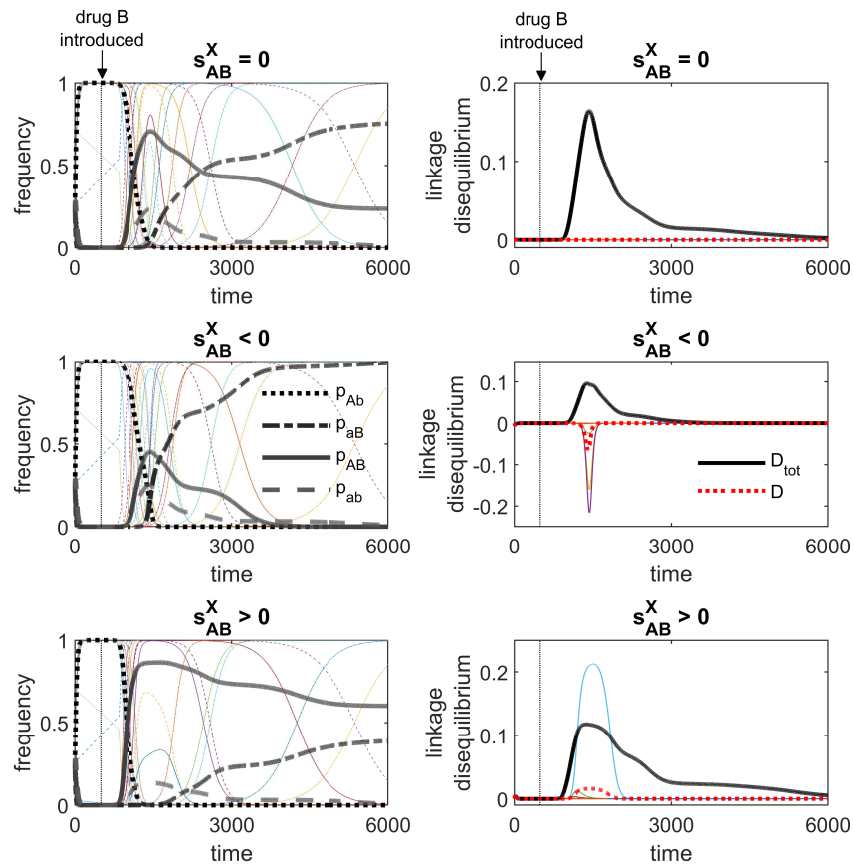 drug B
introduced
s^X_AB = 0
frequency
1
0.5
0
0
3000
6000
time
drug B
introduced
s^X_AB = 0
linkage
disequilibrium
0.2
0.1
0
0
3000
6000
time
s^X_AB < 0
frequency
1
0.5
0
p_Ab
p_aB
p_AB
p_ab
0
3000
6000
time
s^X_AB < 0
linkage
disequilibrium
0.1
0
-0.1
-0.2
D_tot
D
0
3000
6000
time
s^X_AB > 0
frequency
1
0.5
0
0
3000
6000
time
s^X_AB > 0
linkage
disequilibrium
0.2
0.1
0
0
3000
6000
time